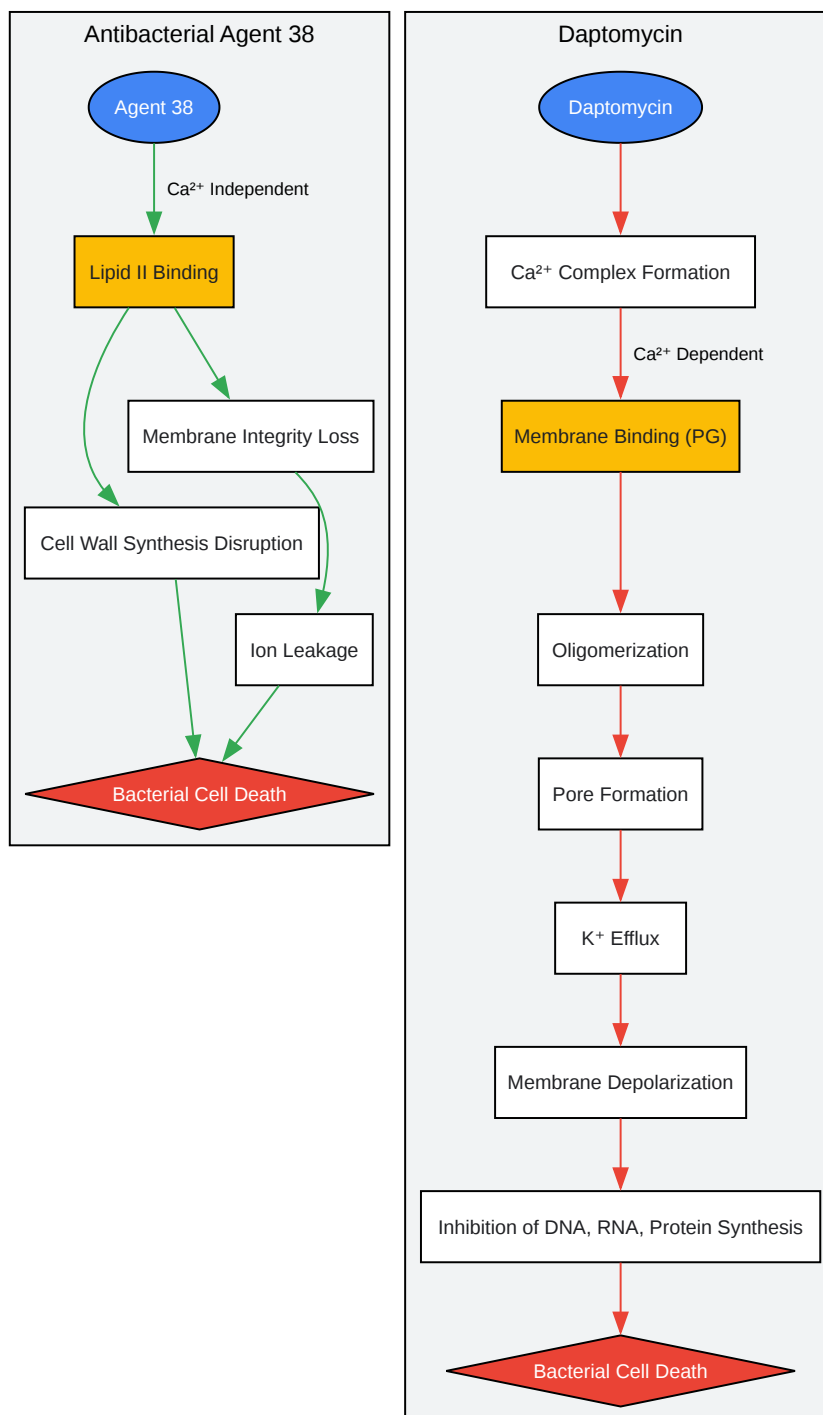 Antibacterial Agent 38
Agent 38
Ca²⁺ Independent
Lipid II Binding
Membrane Integrity Loss
Cell Wall Synthesis Disruption
Ion Leakage
Bacterial Cell Death
Daptomycin
Daptomycin
Ca²⁺ Complex Formation
Ca²⁺ Dependent
Membrane Binding (PG)
Oligomerization
Pore Formation
K⁺ Efflux
Membrane Depolarization
Inhibition of DNA, RNA, Protein Synthesis
Bacterial Cell Death